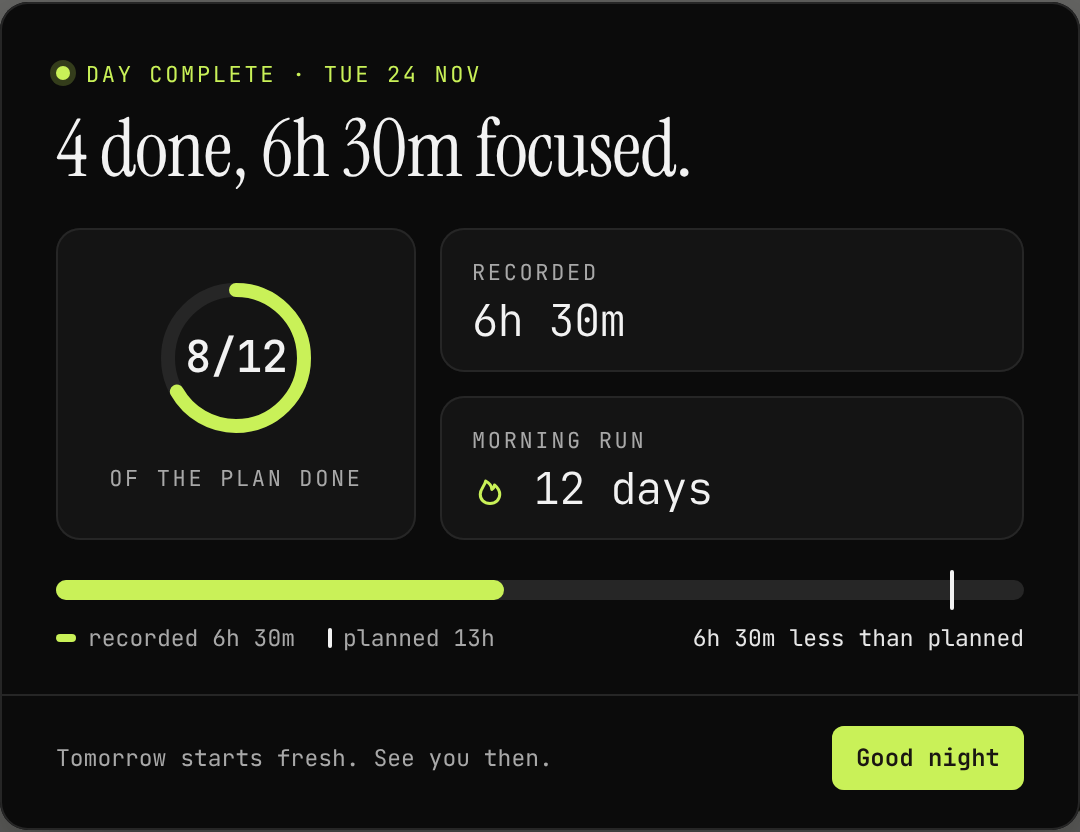 DAY COMPLETE · TUE 24 NOV
4 done, 6h 30m focused.
8/12
OF THE PLAN DONE
RECORDED
6h 30m
MORNING RUN
12 days
recorded 6h 30m
planned 13h
6h 30m less than planned
Tomorrow starts fresh. See you then.
Good night